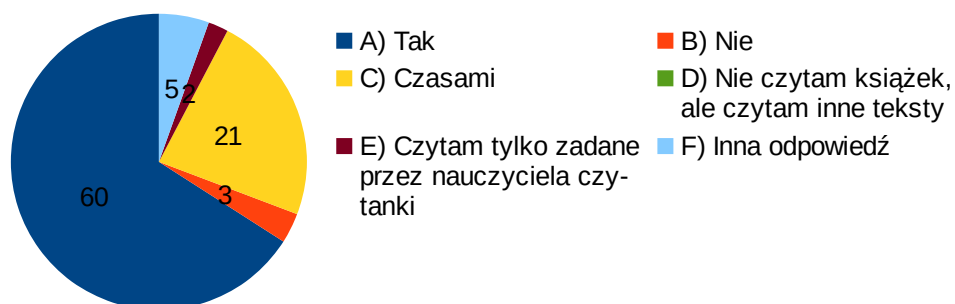 5
2
21
3
60
A) Tak
B) Nie
C) Czasami
D) Nie czytam książek,
ale czytam inne teksty
E) Czytam tylko zadane
przez nauczyciela czy-
tanki
F) Inna odpowiedź